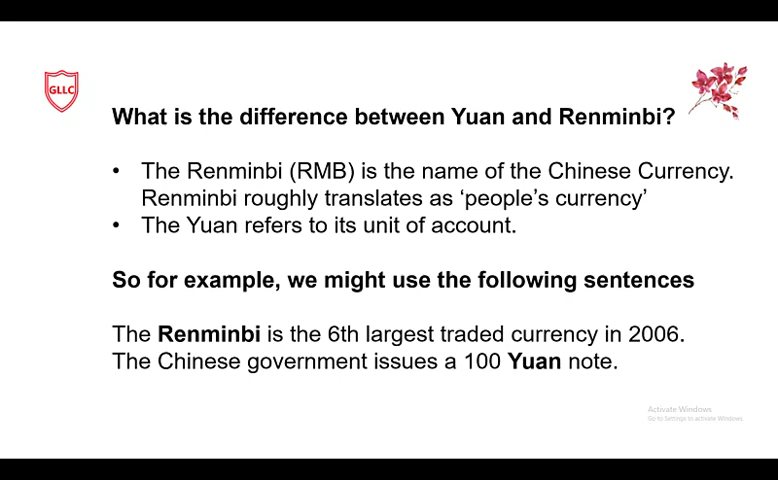 GLLC
What is the difference between Yuan and Renminbi?
• The Renminbi (RMB) is the name of the Chinese Currency.
Renminbi roughly translates as ‘people’s currency’
• The Yuan refers to its unit of account.
So for example, we might use the following sentences
The Renminbi is the 6th largest traded currency in 2006.
The Chinese government issues a 100 Yuan note.
Activate Windows
Go to Settings to activate Windows.